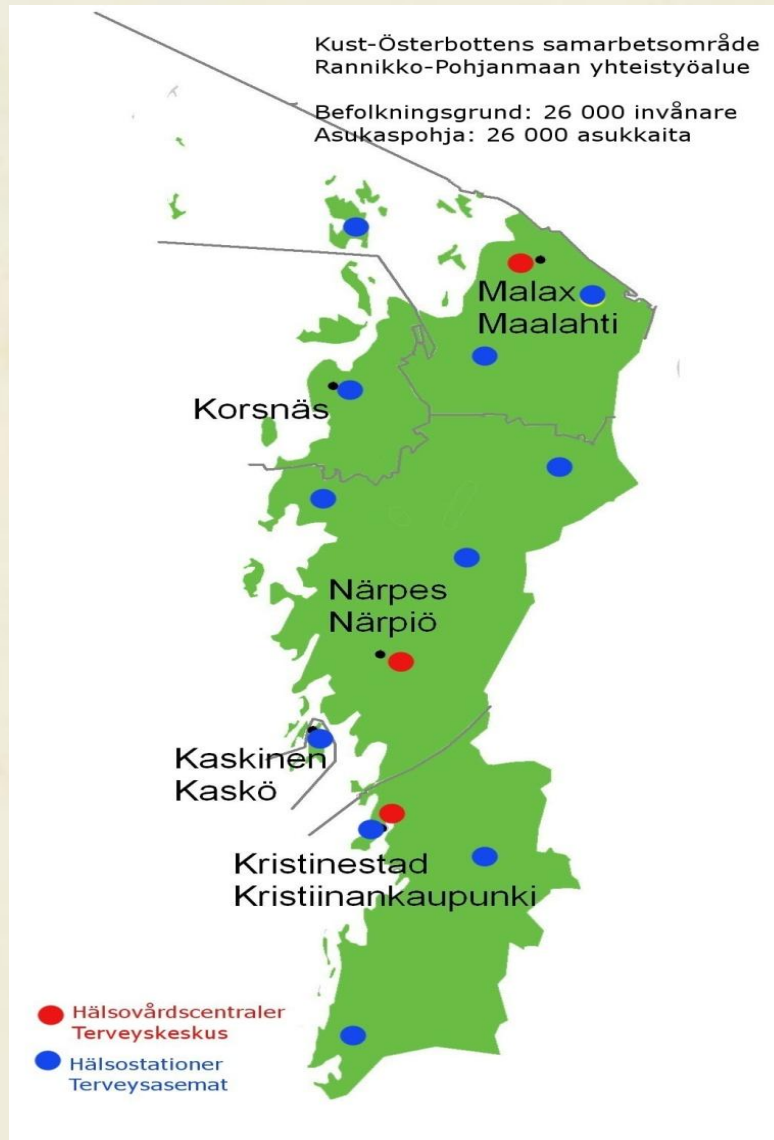 Kust-Österbottens samarbetsområde
Rannikko-Pohjanmaan yhteistyöalue
Befolkningsgrund: 26 000 invånare
Asukaspohja: 26 000 asukkaita
Malax
Maalahti
Korsnäs
Närpes
Närpiö
Kaskinen
Kaskö
Kristinestad
Kristiinankaupunki
Hälsovårdscentraler
Terveyskeskus
Hälsostationer
Terveysasemat